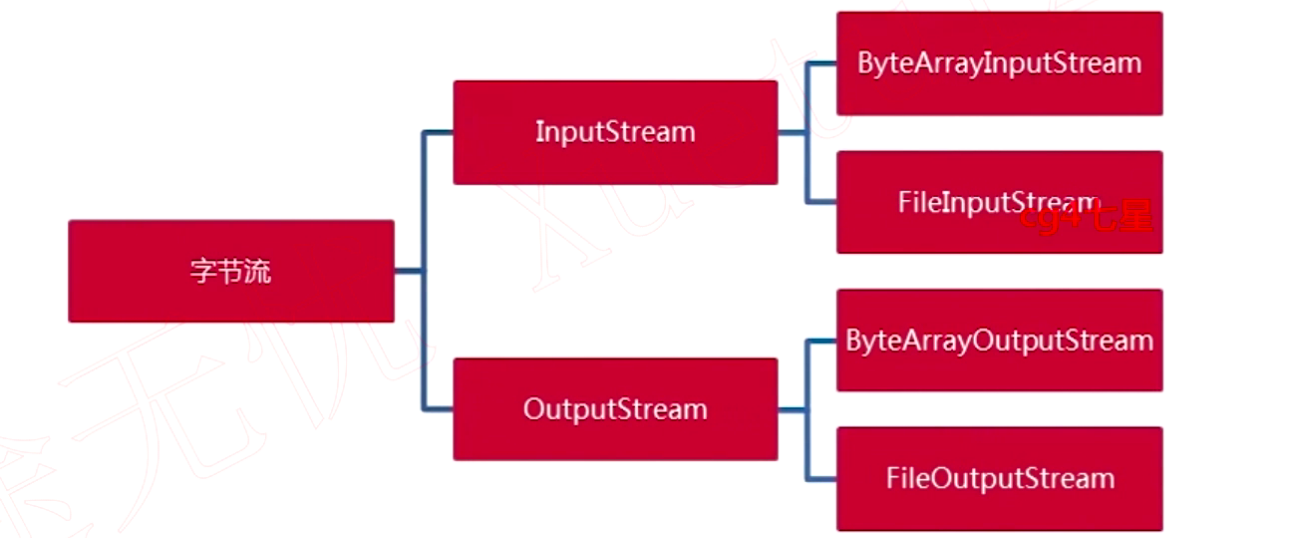 字节流
InputStream
ByteArrayInputStream
FileInputStream
cg4七星
OutputStream
ByteArrayOutputStream
FileOutputStream